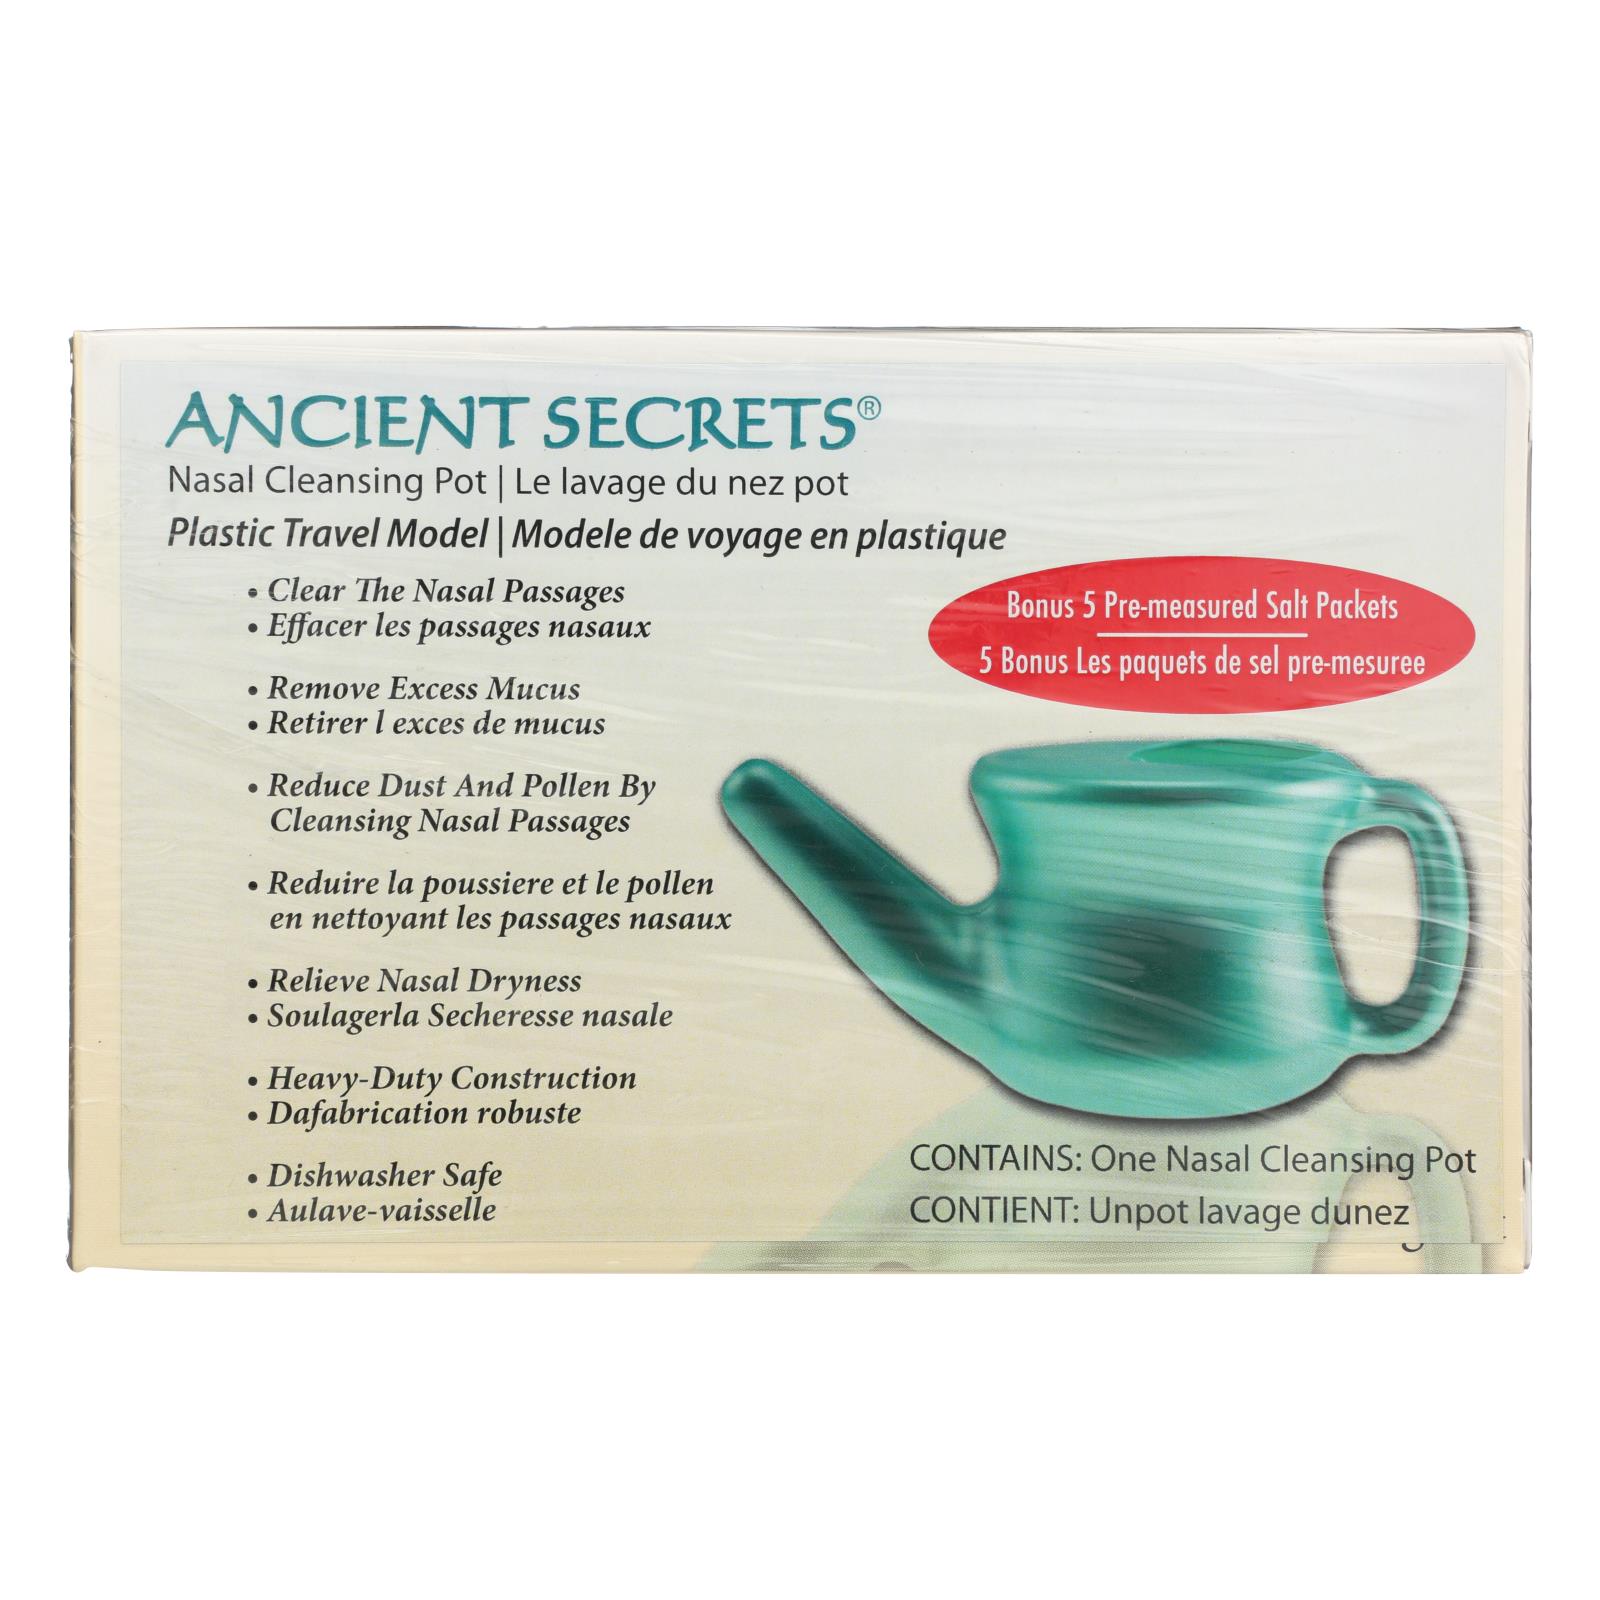 ANCIENT SECRETS®
Nasal Cleansing Pot | Le lavage du nez pot
Plastic Travel Model | Modele de voyage en plastique
• Clear The Nasal Passages
• Effacer les passages nasaux
• Remove Excess Mucus
• Retirer l exces de mucus
• Reduce Dust And Pollen By
Cleansing Nasal Passages
• Reduire la poussiere et le pollen
en nettoyant les passages nasaux
• Relieve Nasal Dryness
• Soulagerla Secheresse nasale
• Heavy-Duty Construction
• Dafabrication robuste
• Dishwasher Safe
• Aulave-vaisselle
Bonus 5 Pre-measured Salt Packets
5 Bonus Les paquets de sel pre-mesuree
CONTAINS: One Nasal Cleansing Pot
CONTIENT: Unpot lavage dunez